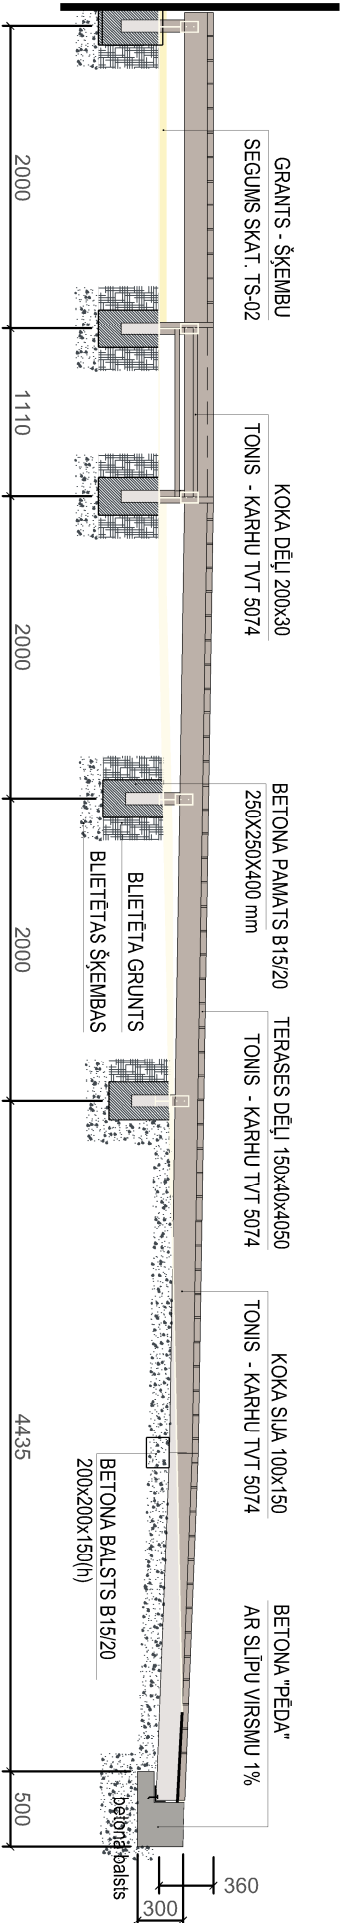 GRANTS - ŠĶEMBU
SEGUMS SKAT. TS-02
KOKA DĒĻI 200x30
TONIS - KARHU TVT 5074
BETONA PAMATS B15/20
250X250X400 mm
TERASES DĒĻI 150x40x4050
TONIS - KARHU TVT 5074
KOKA SIJA 100x150
TONIS - KARHU TVT 5074
BETONA "PĒDA"
AR SLĪPU VIRSMU 1%
BLIETĒTA GRUNTS
BLIETĒTAS ŠĶEMBAS
BETONA BALSTS B15/20
200x200x150(h)
betona balsts
360
300
2000
1110
2000
2000
4435
500